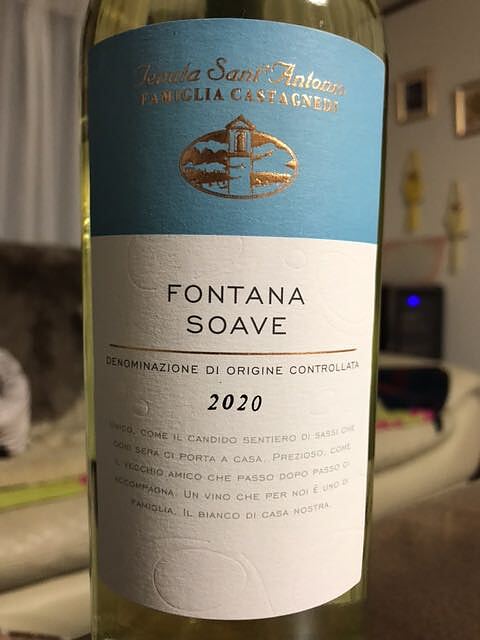 Tenuta Sant'Antonio
FAMIGLIA CASTAGNEDI
FONTANA
SOAVE
DENOMINAZIONE DI ORIGINE CONTROLLATA
2020
UNICO, COME IL CANDIDO SENTIERO DI SASSI CHE
OGNI SERA CI PORTA A CASA. PREZIOSO, COME
IL VECCHIO AMICO CHE PASSO DOPO PASSO CI
ACCOMPAGNA. UN VINO CHE PER NOI È UNO DI
FAMIGLIA. IL BIANCO DI CASA NOSTRA.